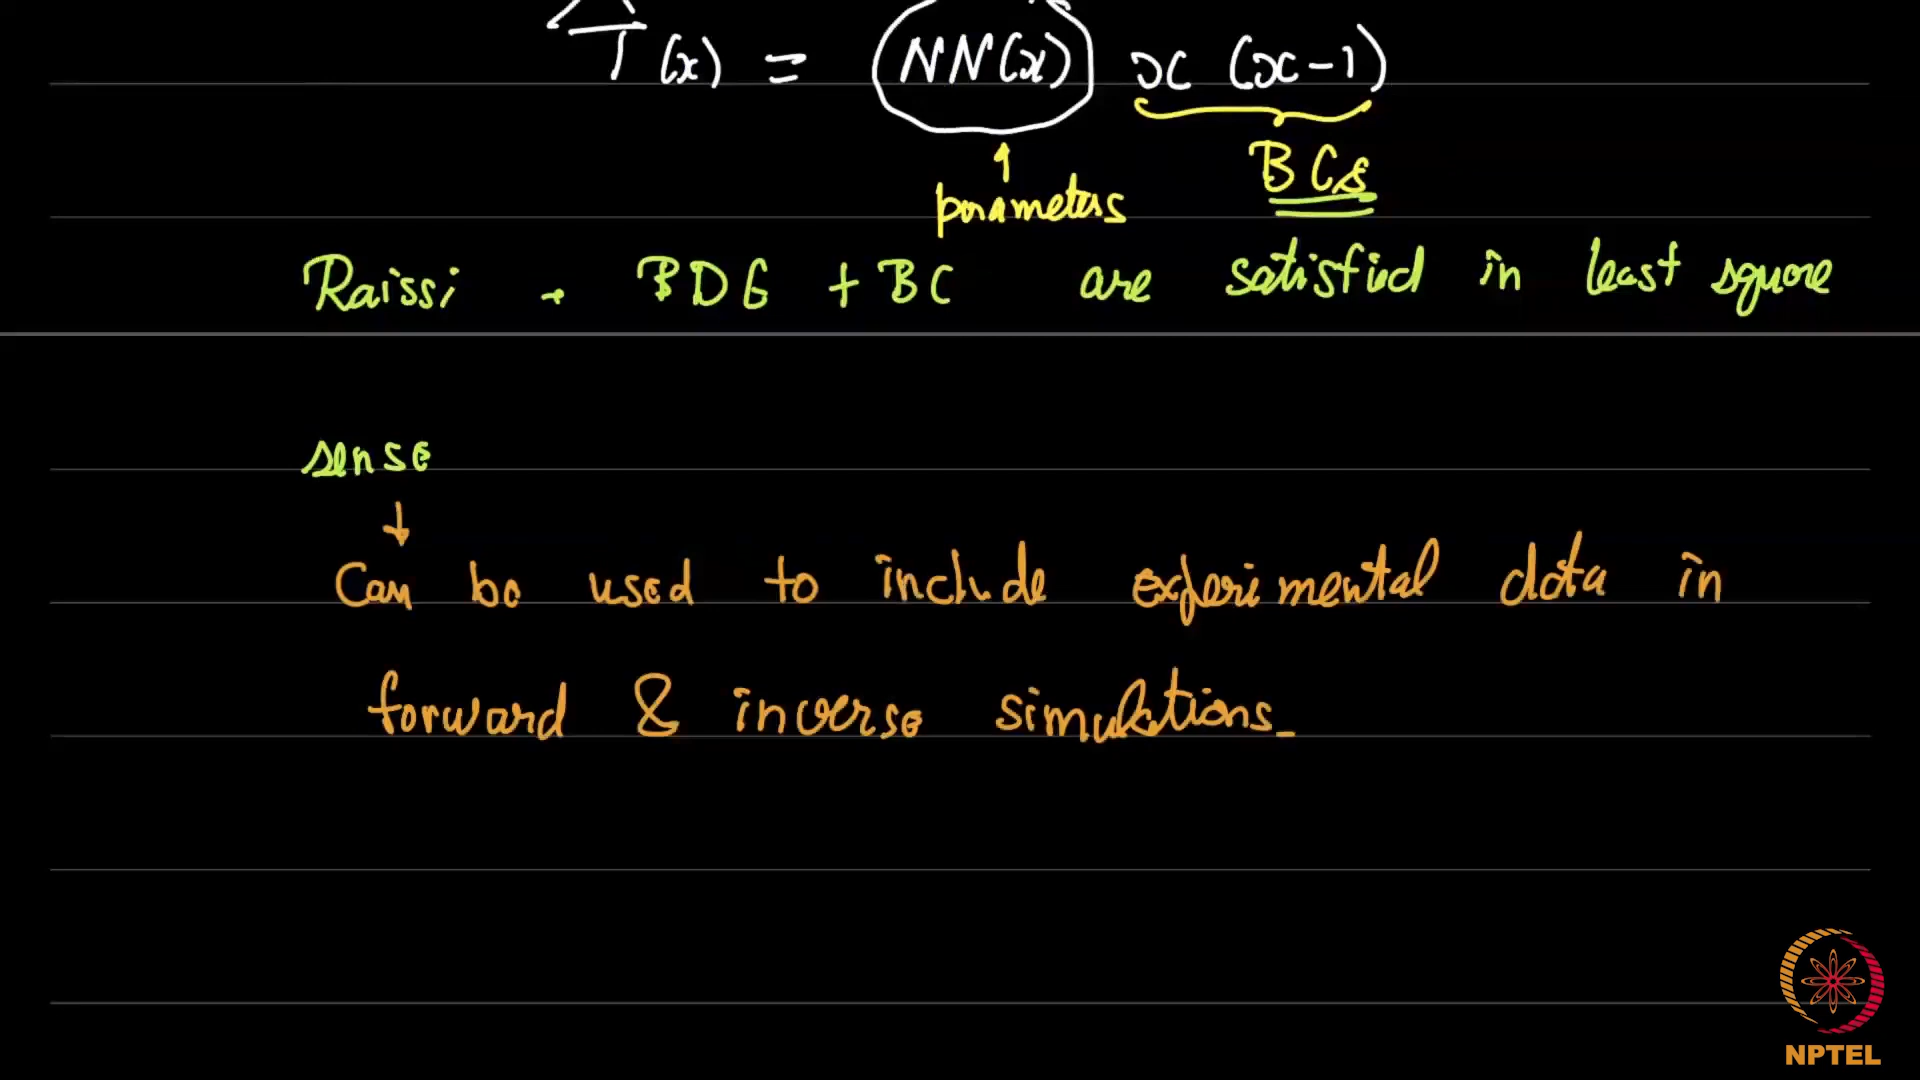 T̂(x) = NN(x) x (x-1)
parameters BCs
Raissi - PDE + BC are satisfied in least square
sense
Can be used to include experimental data in
forward & inverse simulations_
NPTEL